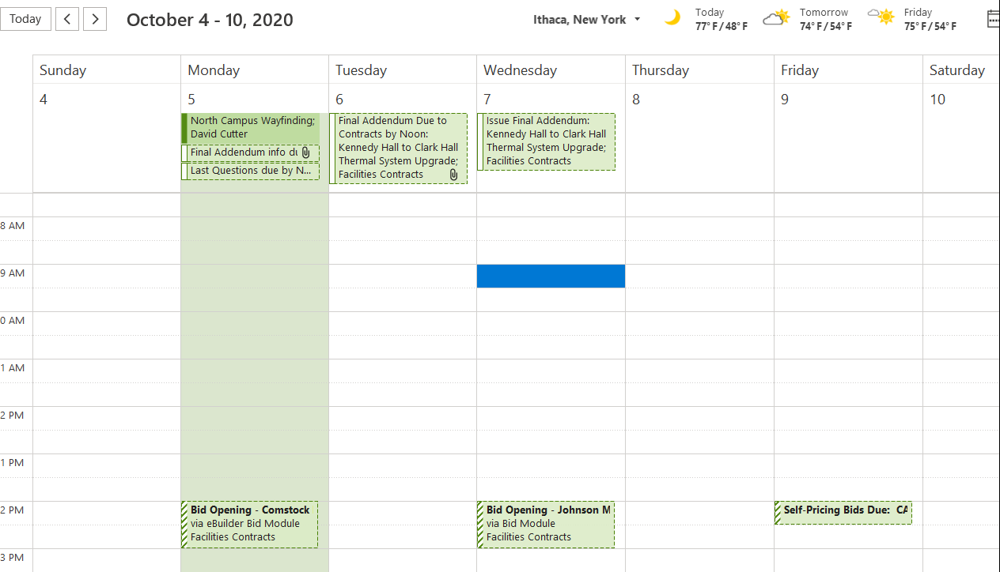 Today
October 4 - 10, 2020
Ithaca, New York
Today
77° F / 48° F
Tomorrow
74° F / 54° F
Friday
75° F / 54° F
Sunday
Monday
Tuesday
Wednesday
Thursday
Friday
Saturday
4
5
6
7
8
9
10
North Campus Wayfinding;
David Cutter
Final Addendum info du
Last Questions due by N...
Final Addendum Due to
Contracts by Noon:
Kennedy Hall to Clark Hall
Thermal System Upgrade;
Facilities Contracts
Issue Final Addendum:
Kennedy Hall to Clark Hall
Thermal System Upgrade;
Facilities Contracts
8 AM
9 AM
0 AM
1 AM
2 PM
1 PM
2 PM
3 PM
Bid Opening - Comstock
via eBuilder Bid Module
Facilities Contracts
Bid Opening - Johnson M
via Bid Module
Facilities Contracts
Self-Pricing Bids Due: CA